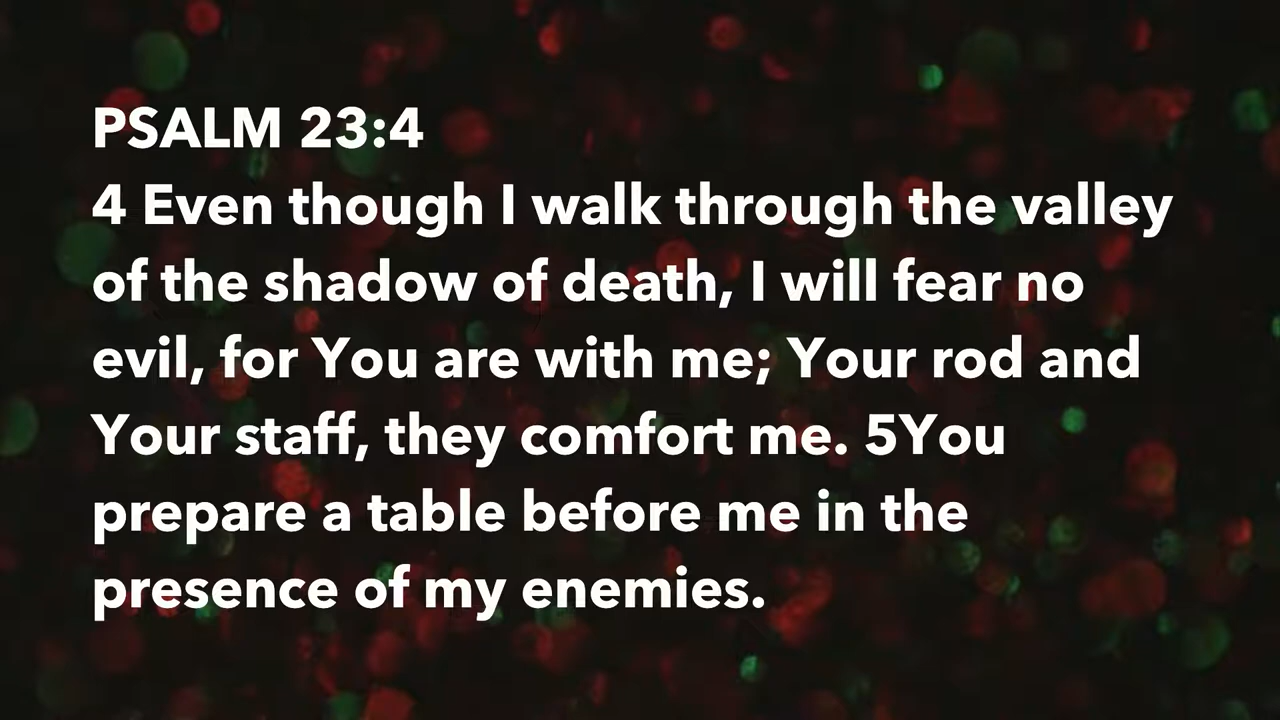 PSALM 23:4
4 Even though I walk through the valley
of the shadow of death, I will fear no
evil, for You are with me; Your rod and
Your staff, they comfort me. 5You
prepare a table before me in the
presence of my enemies.